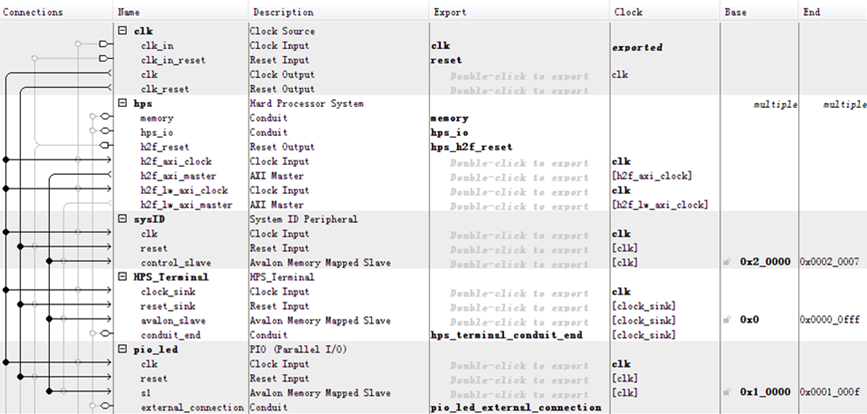 Connections Name Description Export Clock Base End
clk Clock Source
clk_in Clock Input clk exported
clk_in_reset Reset Input reset
clk Clock Output Double-click to export clk
clk_reset Reset Output Double-click to export
hps Hard Processor System multiple multiple
memory Conduit memory
hps_io Conduit hps_io
h2f_reset Reset Output hps_h2f_reset
h2f_axi_clock Clock Input Double-click to export clk
h2f_axi_master AXI Master Double-click to export [h2f_axi_clock]
h2f_lw_axi_clock Clock Input Double-click to export clk
h2f_lw_axi_master AXI Master Double-click to export [h2f_lw_axi_clock]
sysID System ID Peripheral
clk Clock Input Double-click to export clk
reset Reset Input Double-click to export [clk]
control_slave Avalon Memory Mapped Slave Double-click to export [clk] 0x2_0000 0x0002_0007
HPS_Terminal HPS_Terminal
clock_sink Clock Input Double-click to export clk
reset_sink Reset Input Double-click to export [clock_sink]
avalon_slave Avalon Memory Mapped Slave Double-click to export [clock_sink] 0x0 0x0000_0fff
conduit_end Conduit hps_terminal_conduit_end [clock_sink]
pio_led PIO (Parallel I/O)
clk Clock Input Double-click to export clk
reset Reset Input Double-click to export [clk]
s1 Avalon Memory Mapped Slave Double-click to export [clk] 0x1_0000 0x0001_000f
external_connection Conduit pio_led_external_connection